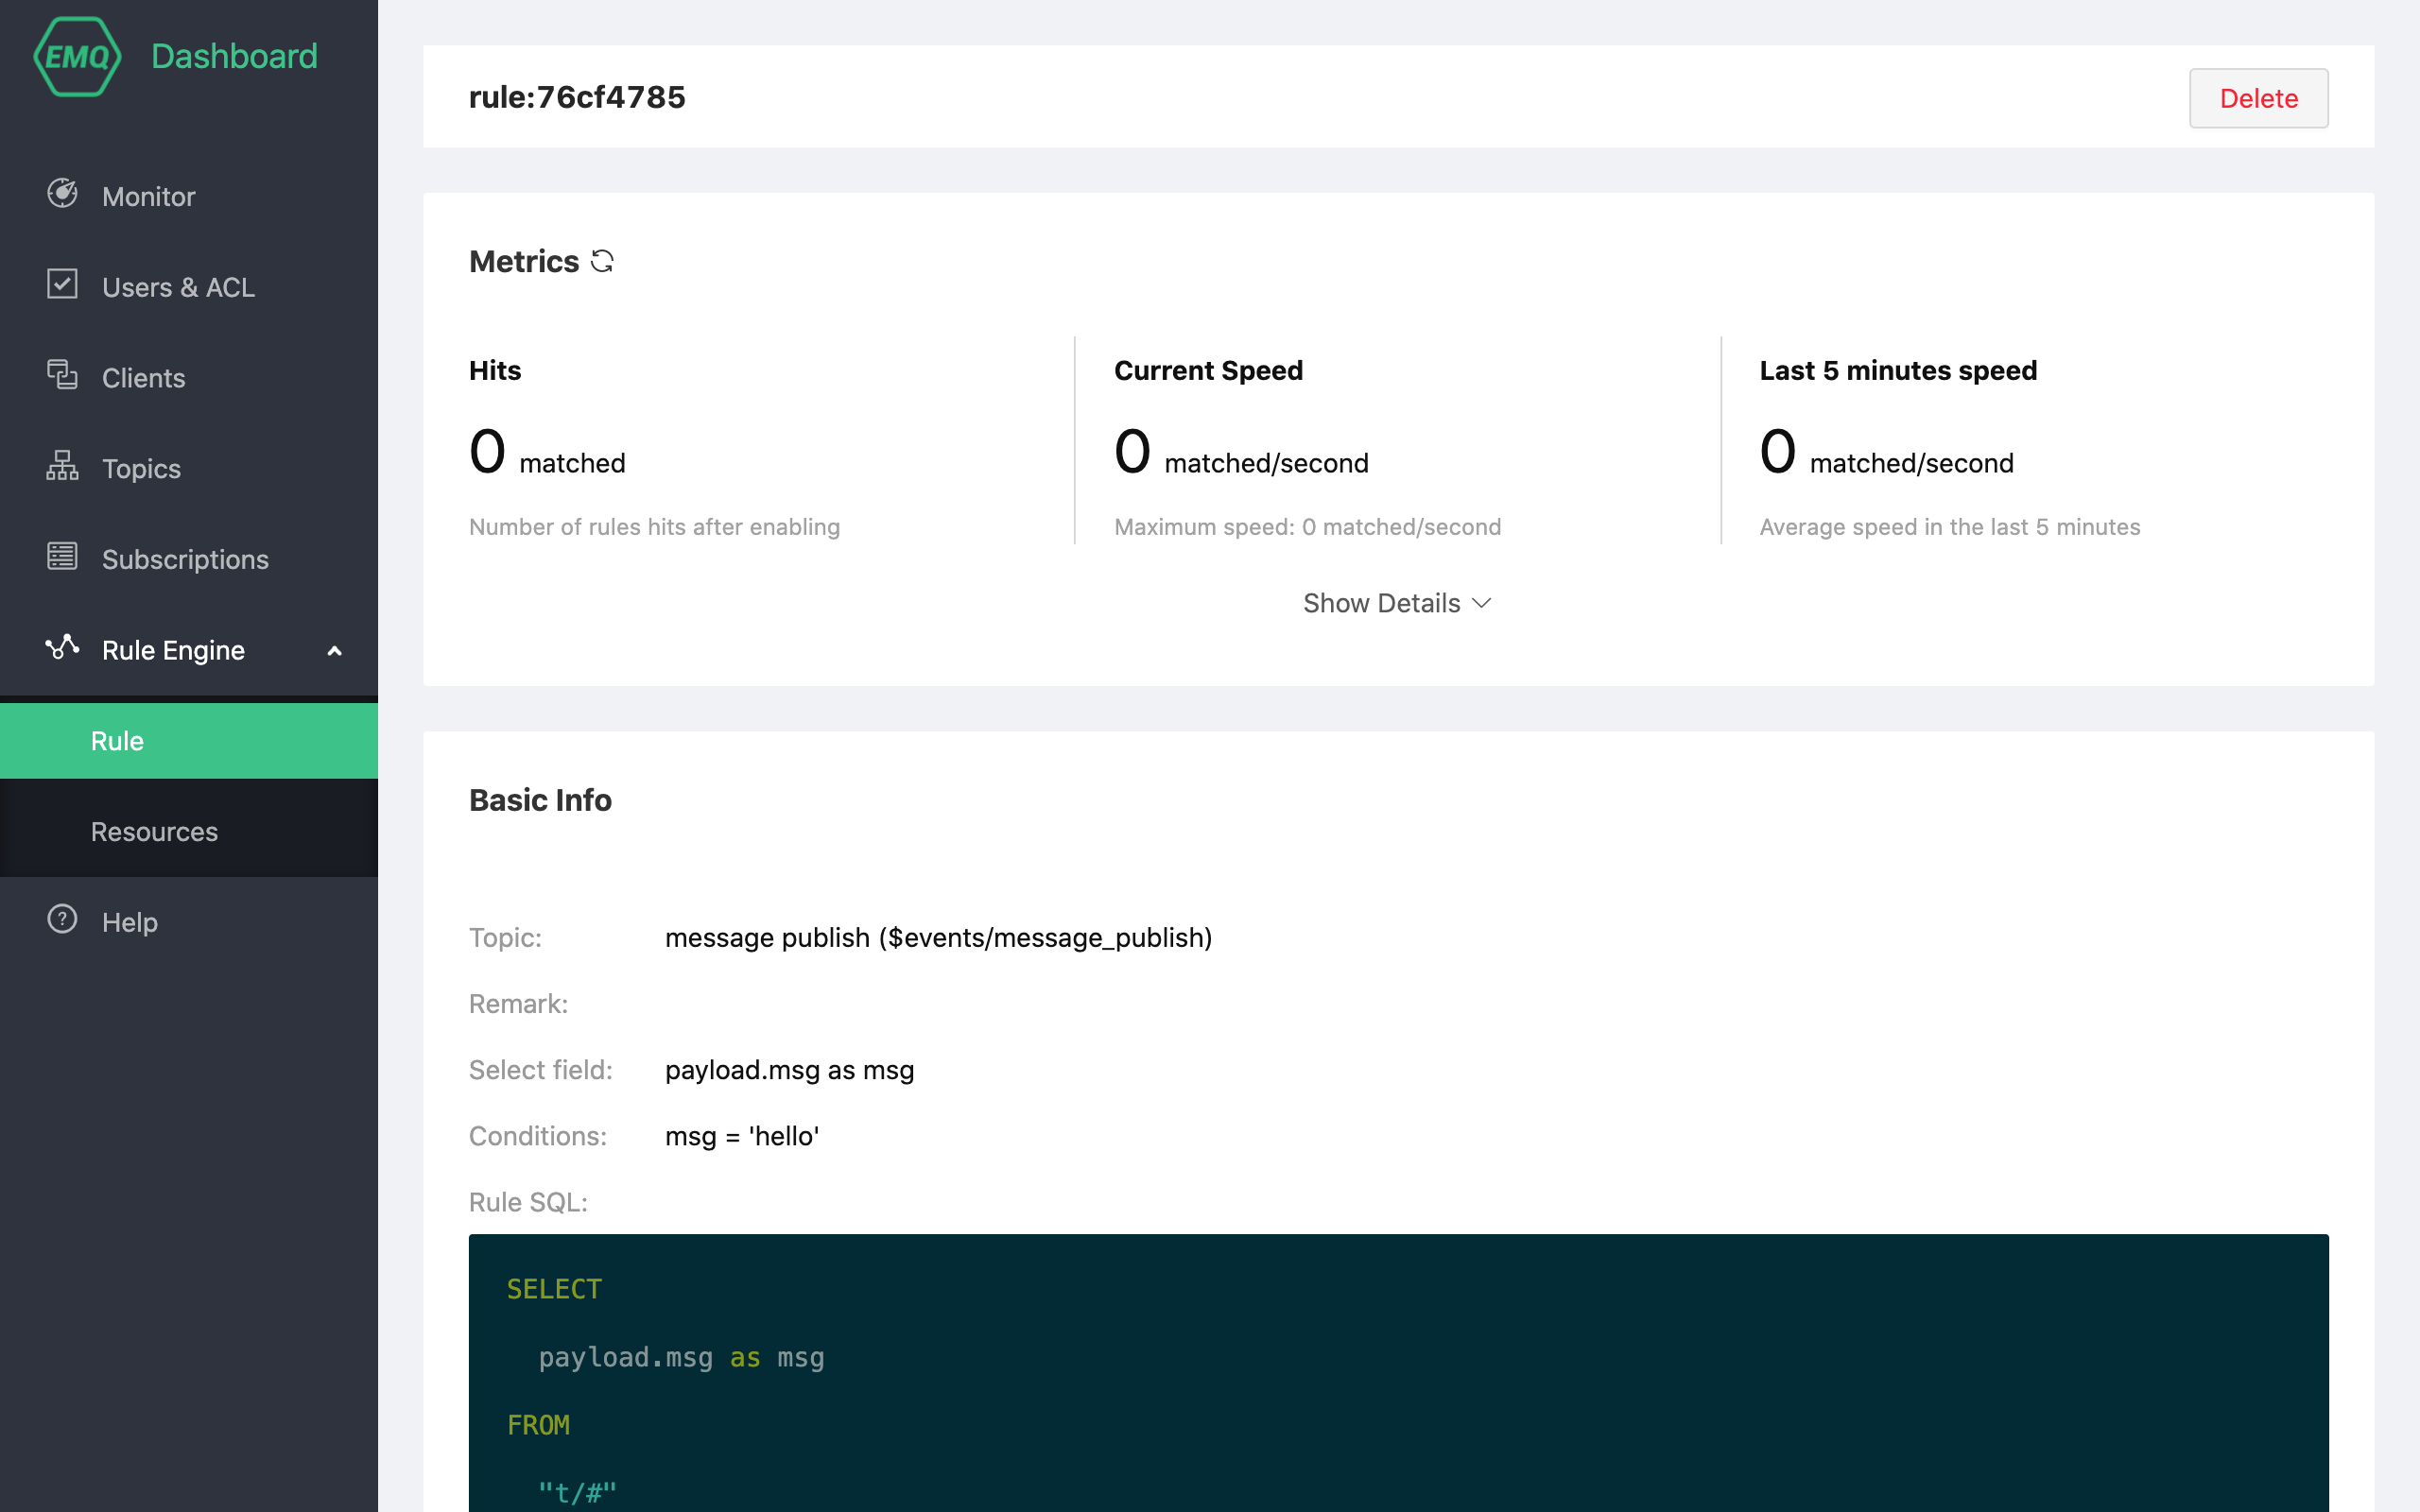 EMQ Dashboard
Monitor
Users & ACL
Clients
Topics
Subscriptions
Rule Engine
Rule
Resources
Help
rule:76cf4785
Delete
Metrics
Hits
0 matched
Number of rules hits after enabling
Current Speed
0 matched/second
Maximum speed: 0 matched/second
Last 5 minutes speed
0 matched/second
Average speed in the last 5 minutes
Show Details
Basic Info
Topic: message publish ($events/message_publish)
Remark:
Select field: payload.msg as msg
Conditions: msg = 'hello'
Rule SQL:
SELECT
payload.msg as msg
FROM
"t/#"